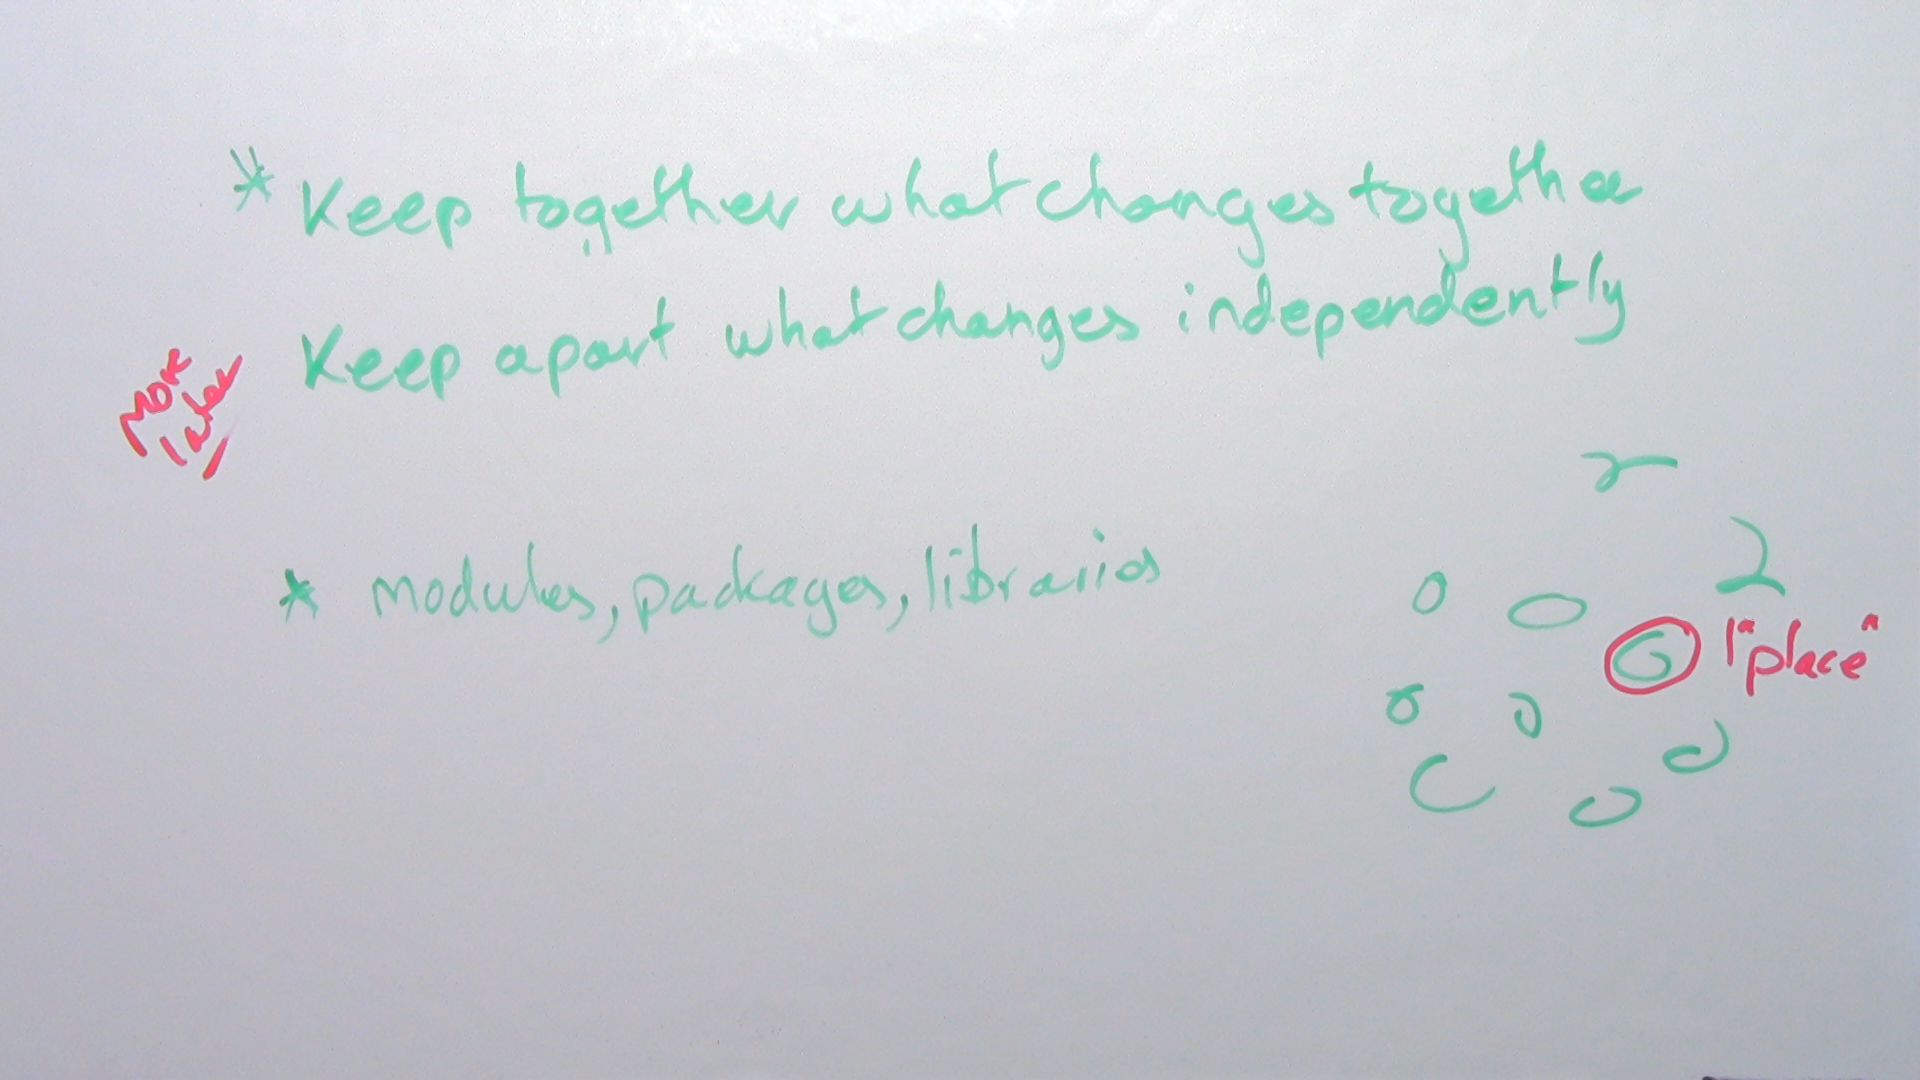 * Keep together what changes together
Keep apart what changes independently
more
later
* modules, packages, libraries
1 "place"